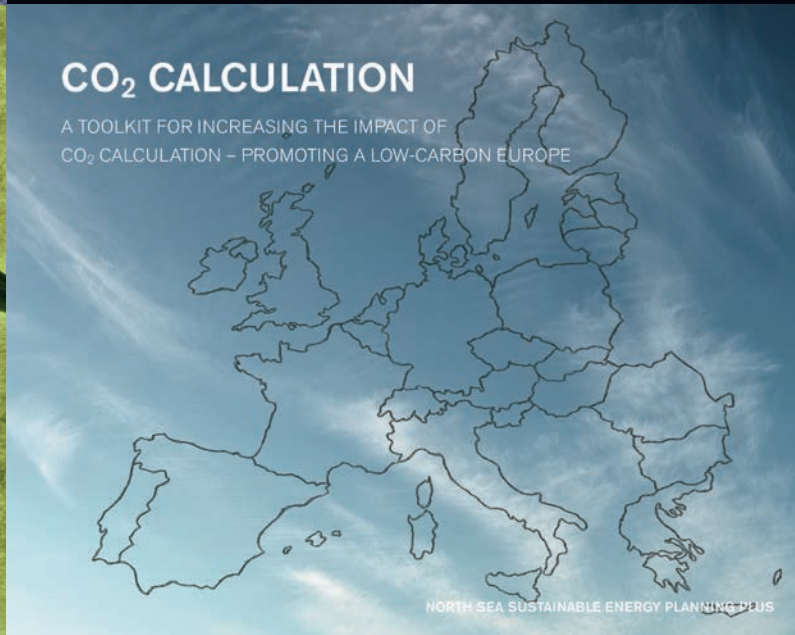 CO₂ CALCULATION
A TOOLKIT FOR INCREASING THE IMPACT OF
CO₂ CALCULATION – PROMOTING A LOW-CARBON EUROPE
NORTH SEA SUSTAINABLE ENERGY PLANNING PLUS